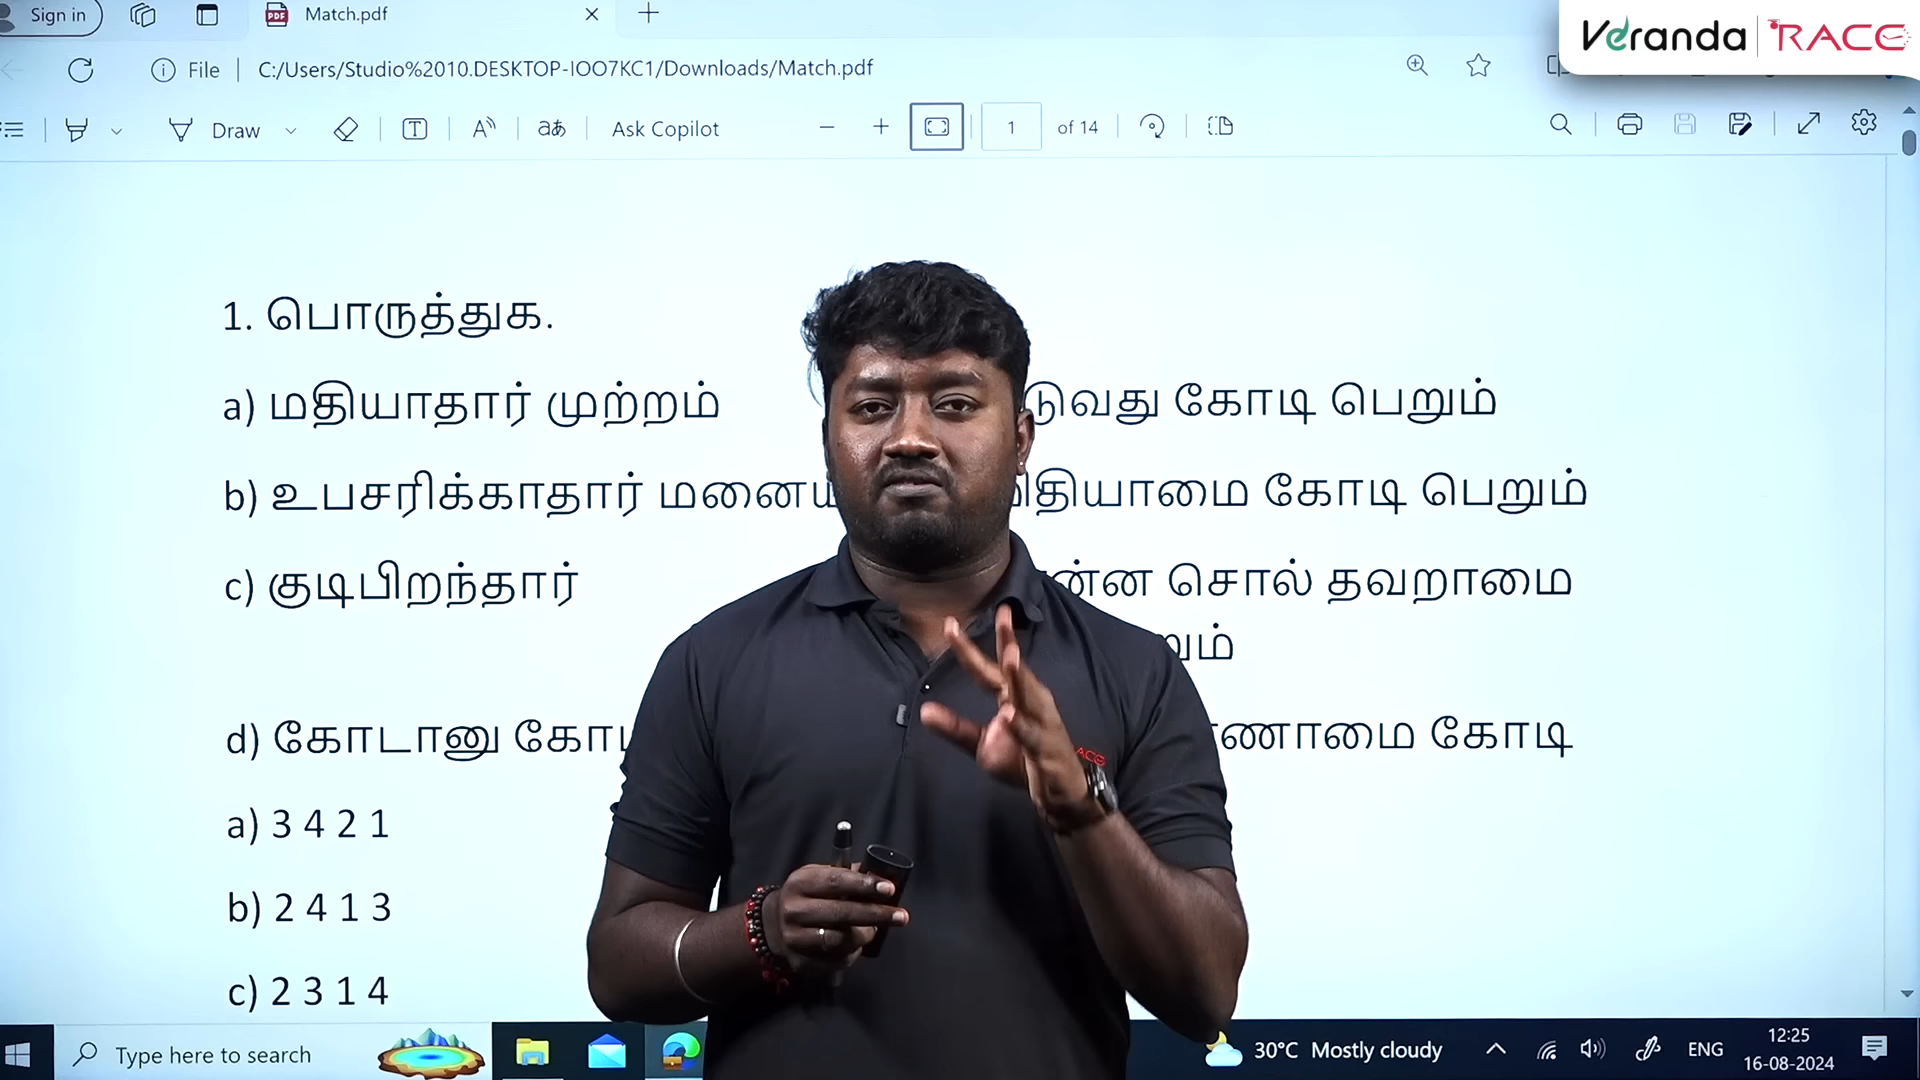 Sign in
Match.pdf
Veranda RACE
File
C:/Users/Studio%2010.DESKTOP-IOO7KC1/Downloads/Match.pdf
Draw
Ask Copilot
1 of 14
1. பொருத்துக.
a) மதியாதார் முற்றம்
கோடி பெறும்
b) உபசரிக்காதார்
கோடி பெறும்
c) குடிபிறந்தார்
சொல் தவறாமை
d) கோடானு
கோடி
a) 3 4 2 1
b) 2 4 1 3
c) 2 3 1 4
Type here to search
30°C Mostly cloudy
ENG
12:25
16-08-2024